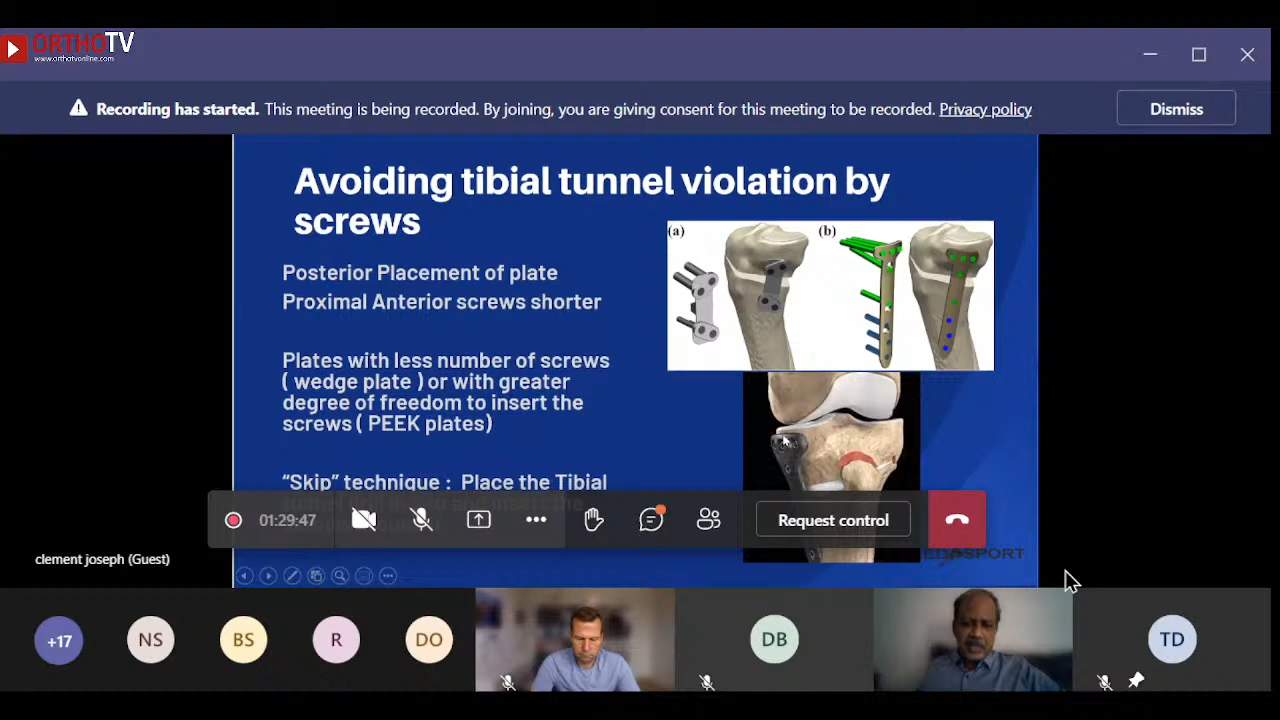 ORTHOTV
www.orthotvonline.com
Recording has started. This meeting is being recorded. By joining, you are giving consent for this meeting to be recorded. Privacy policy
Dismiss
Avoiding tibial tunnel violation by
screws
(a)
(b)
Posterior Placement of plate
Proximal Anterior screws shorter
Plates with less number of screws
( wedge plate ) or with greater
degree of freedom to insert the
screws ( PEEK plates)
“Skip” technique : Place the Tibial
01:29:47
Request control
clement joseph (Guest)
+17
NS
BS
R
DO
DB
TD